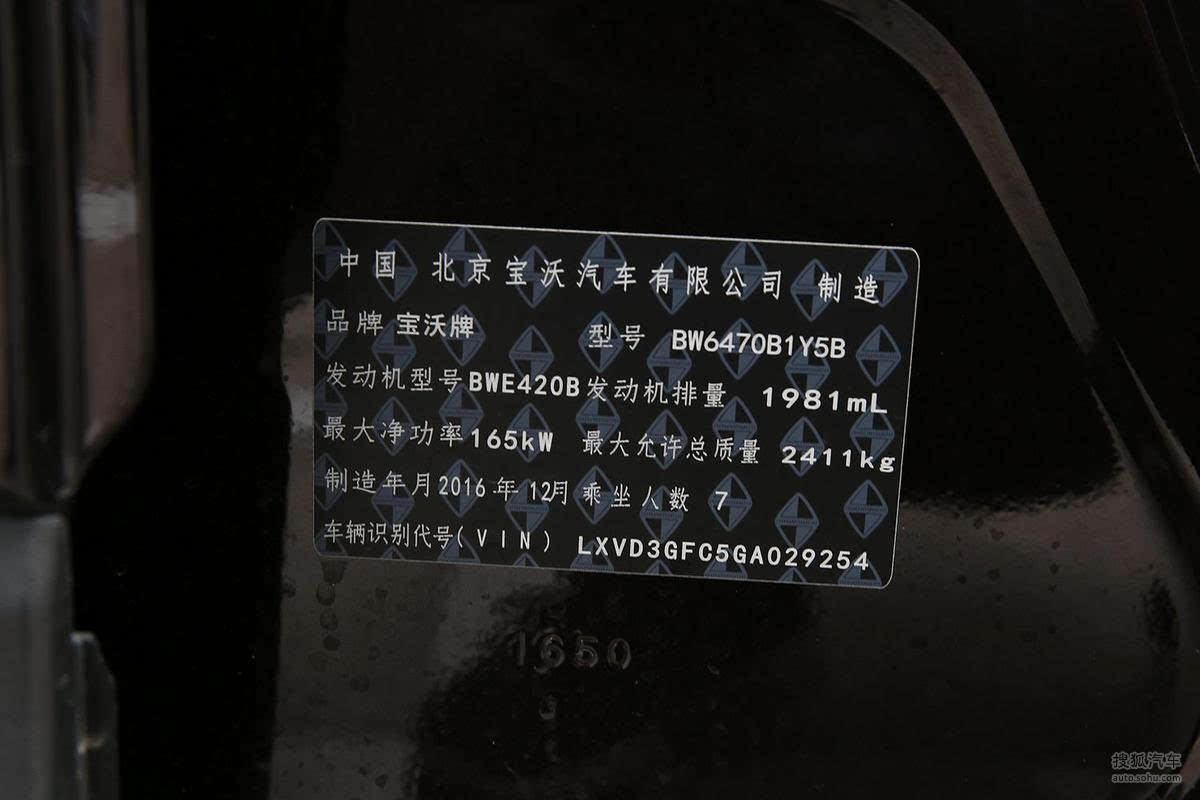 中国 北京宝沃汽车有限公司 制造
品牌 宝沃牌 型号 BW6470B1Y5B
发动机型号 BWE420B 发动机排量 1981mL
最大净功率 165kW 最大允许总质量 2411kg
制造年月 2016年12月 乘坐人数 7
车辆识别代号(VIN) LXVD3GFC5GA029254
1650
搜狐汽车
auto.sohu.com